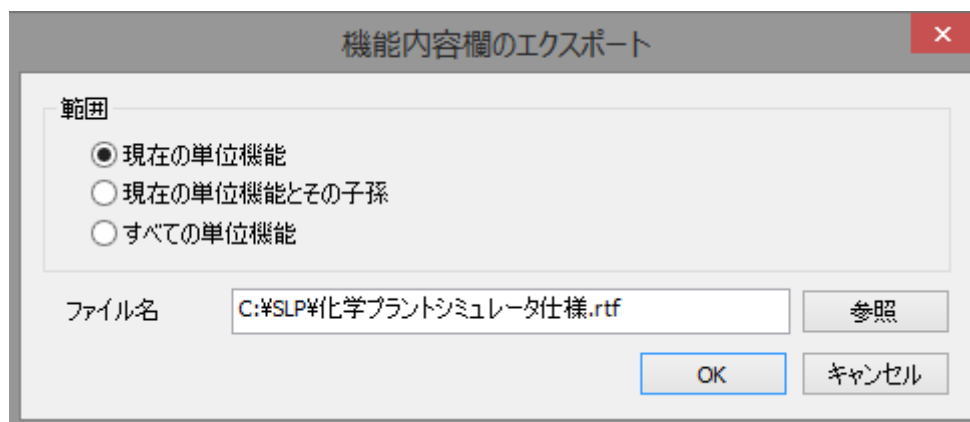 機能内容欄のエクスポート
範囲
現在の単位機能
現在の単位機能とその子孫
すべての単位機能
ファイル名 C:¥SLP¥化学プラントシミュレータ仕様.rtf 参照
OK キャンセル